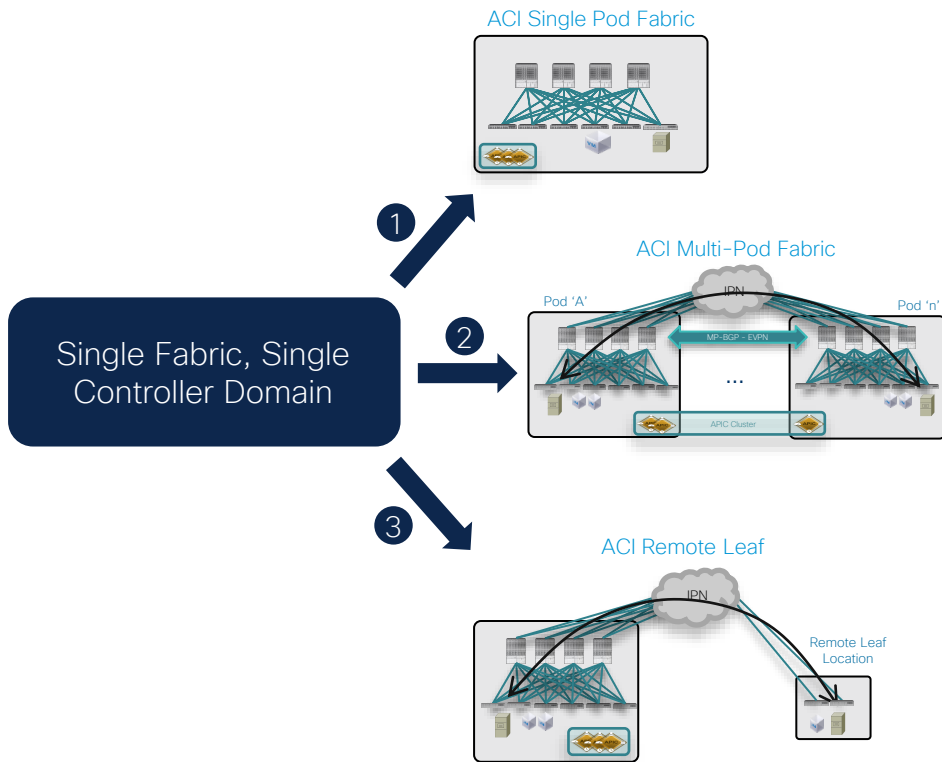 ACI Single Pod Fabric
1
ACI Multi-Pod Fabric
IPN
Pod ‘A’
Pod ‘n’
2
MP-BGP - EVPN
Single Fabric, Single
Controller Domain
...
APIC Cluster
3
ACI Remote Leaf
IPN
Remote Leaf
Location
APIC